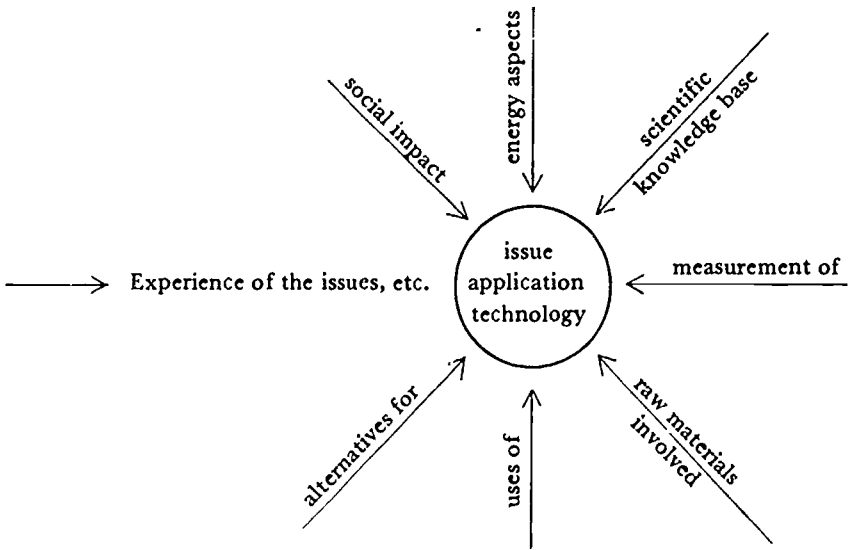 energy aspects
social impact
scientific
knowledge base
issue
application
technology
Experience of the issues, etc.
measurement of
alternatives for
uses of
raw materials
involved